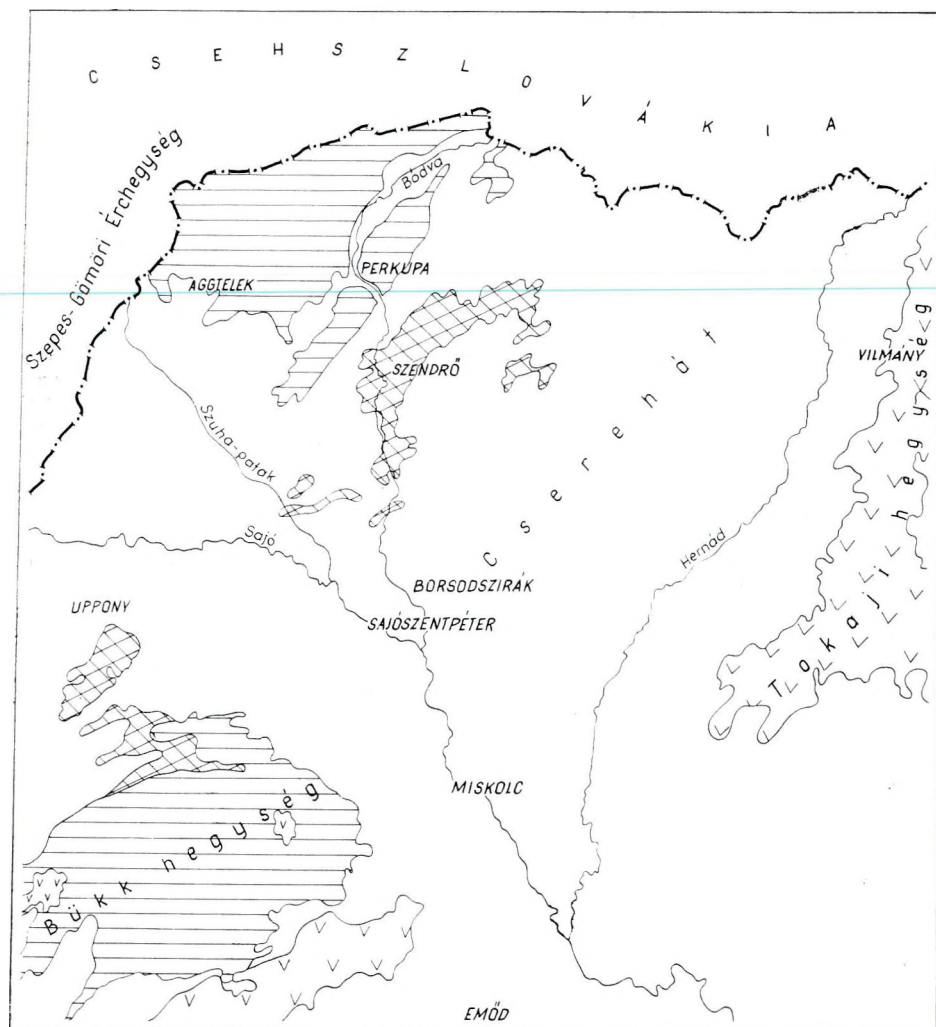 CSEHSZLOVÁKIA
Szepes-Gömöri Érchegység
Bódva
AGGTELEK
PERKUPA
SZENDRŐ
VILMÁNY
Szuha-patak
Cserehát
Hernád
Sajó
BORSODSZIRÁK
UPPONY
SAJÓSZENTPÉTER
Tokaji hegység
MISKOLC
Bükk hegység
EMŐD